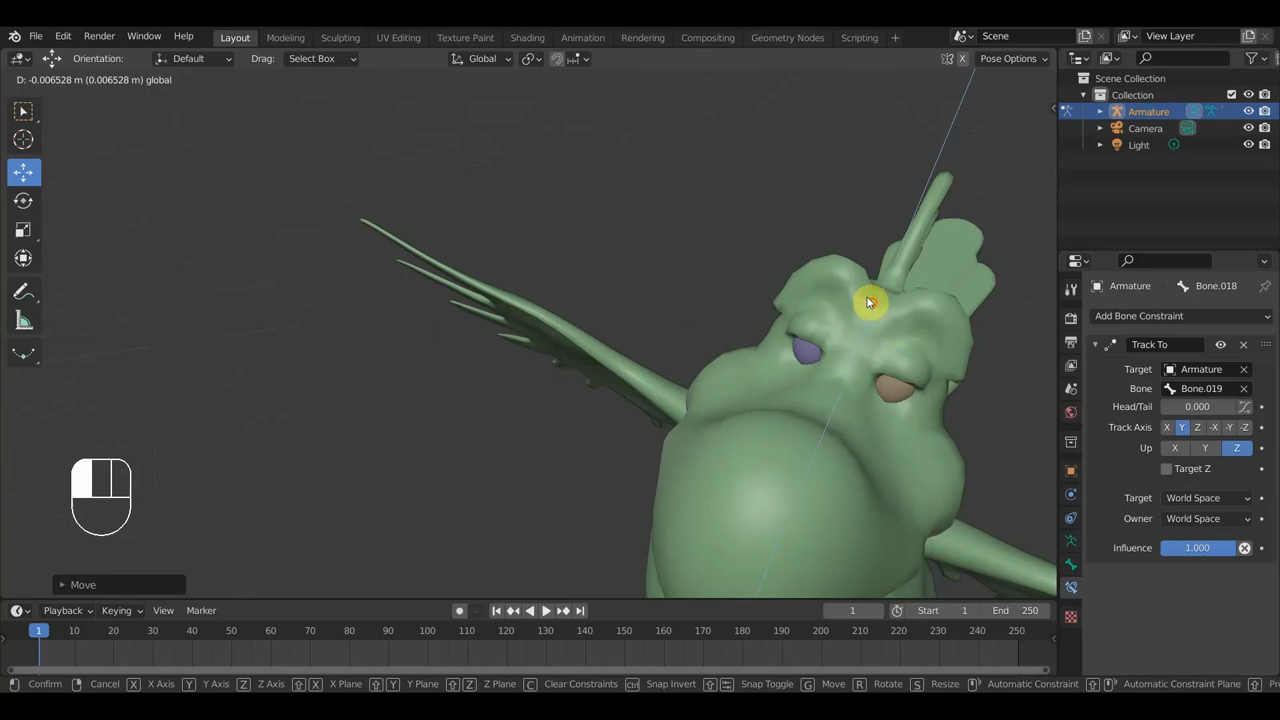 File Edit Render Window Help Layout Modeling Sculpting UV Editing Texture Paint Shading Animation Rendering Compositing Geometry Nodes Scripting + Scene View Layer
Orientation: Default Drag: Select Box Global X Pose Options
D: -0.006528 m (0.006528 m) global
Scene Collection
Collection
Armature
Camera
Light
Armature Bone.018
Add Bone Constraint
Track To
Target Armature
Bone Bone.019
Head/Tail 0.000
Track Axis X Y Z -X -Y -Z
Up X Y Z
Target Z
Target World Space
Owner World Space
Influence 1.000
Move
Playback Keying View Marker 1 Start 1 End 250
1 10 20 30 40 50 60 70 80 90 100 110 120 130 140 150 160 170 180 190 200 210 220 230 240 250
Confirm Cancel X X Axis Y Y Axis Z Z Axis X X Plane Y Y Plane Z Z Plane C Clear Constraints Ctrl Snap Invert Snap Toggle G Move R Rotate S Resize Automatic Constraint Automatic Constraint Plane